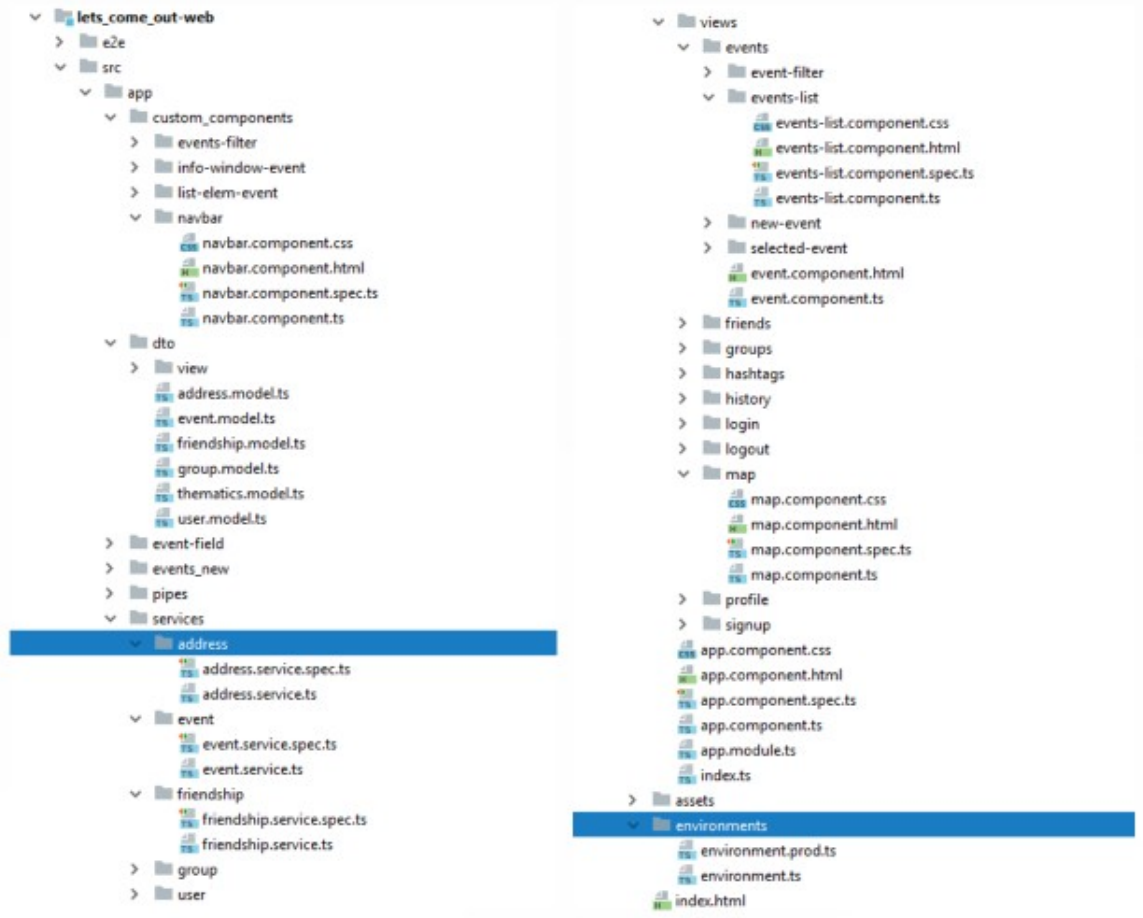 lets_come_out-web
e2e
src
app
custom_components
events-filter
info-window-event
list-elem-event
navbar
navbar.component.css
navbar.component.html
navbar.component.spec.ts
navbar.component.ts
dto
view
address.model.ts
event.model.ts
friendship.model.ts
group.model.ts
thematics.model.ts
user.model.ts
event-field
events_new
pipes
services
address
address.service.spec.ts
address.service.ts
event
event.service.spec.ts
event.service.ts
friendship
friendship.service.spec.ts
friendship.service.ts
group
user
views
events
event-filter
events-list
events-list.component.css
events-list.component.html
events-list.component.spec.ts
events-list.component.ts
new-event
selected-event
event.component.html
event.component.ts
friends
groups
hashtags
history
login
logout
map
map.component.css
map.component.html
map.component.spec.ts
map.component.ts
profile
signup
app.component.css
app.component.html
app.component.spec.ts
app.component.ts
app.module.ts
index.ts
assets
environments
environment.prod.ts
environment.ts
index.html